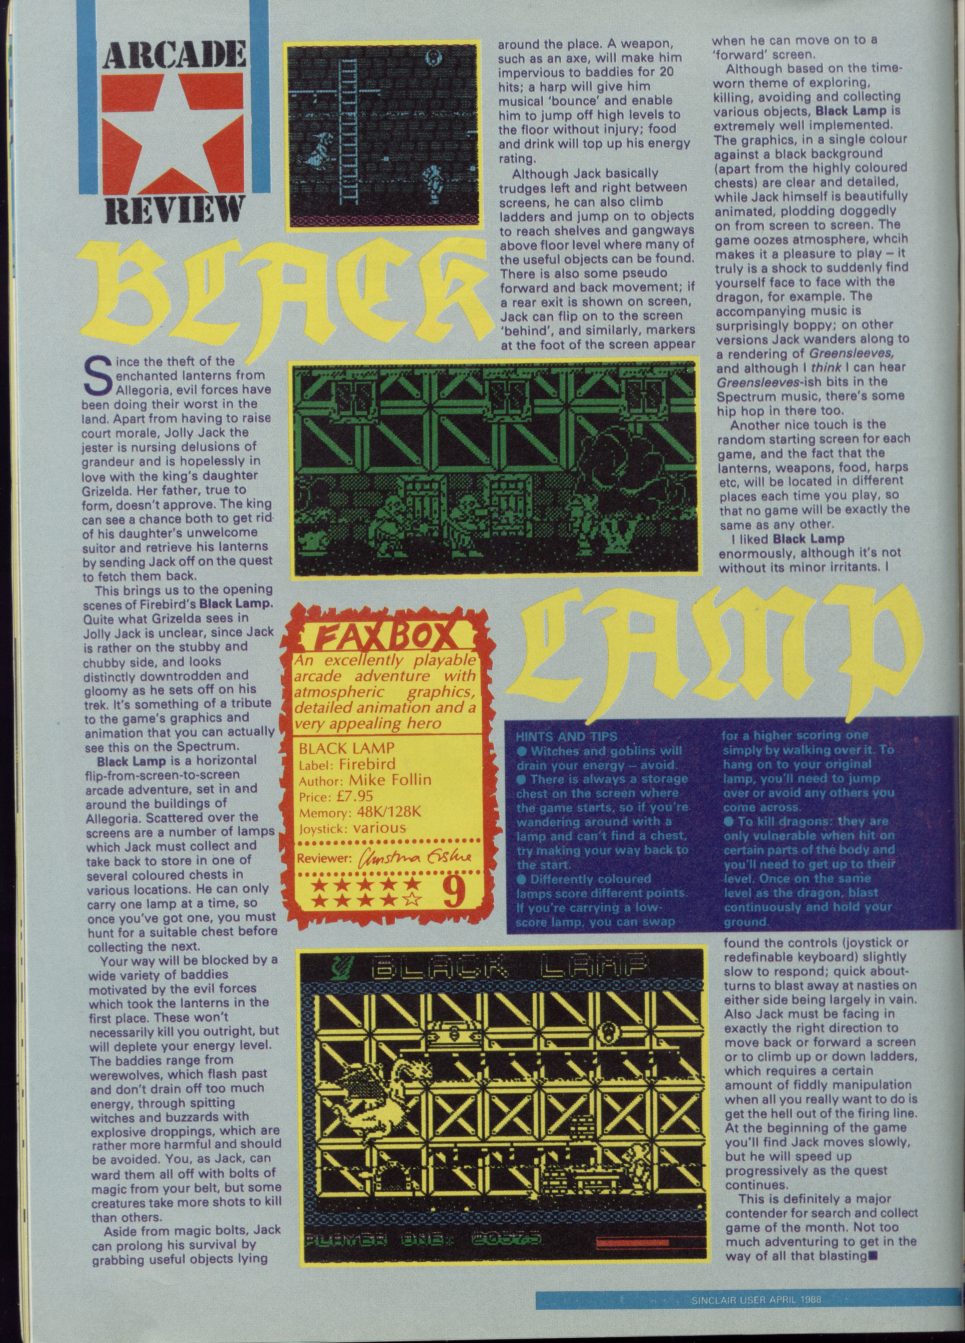 ARCADE
REVIEW
BLACK
Since the theft of the
enchanted lanterns from
Allegoria, evil forces have
been doing their worst in the
land. Apart from having to raise
court morale, Jolly Jack the
jester is nursing delusions of
grandeur and is hopelessly in
love with the king's daughter
Grizelda. Her father, true to
form, doesn't approve. The king
can see a chance both to get rid
of his daughter's unwelcome
suitor and retrieve his lanterns
by sending Jack off on the quest
to fetch them back.
This brings us to the opening
scenes of Firebird's Black Lamp.
Quite what Grizelda sees in
Jolly Jack is unclear, since Jack
is rather on the stubby and
chubby side, and looks
distinctly downtrodden and
gloomy as he sets off on his
trek. It's something of a tribute
to the game's graphics and
animation that you can actually
see this on the Spectrum.
Black Lamp is a horizontal
flip-from-screen-to-screen
arcade adventure, set in and
around the buildings of
Allegoria. Scattered over the
screens are a number of lamps
which Jack must collect and
take back to store in one of
several coloured chests in
various locations. He can only
carry one lamp at a time, so
once you've got one, you must
hunt for a suitable chest before
collecting the next.
Your way will be blocked by a
wide variety of baddies
motivated by the evil forces
which took the lanterns in the
first place. These won't
necessarily kill you outright, but
will deplete your energy level.
The baddies range from
werewolves, which flash past
and don't drain off too much
energy, through spitting
witches and buzzards with
explosive droppings, which are
rather more harmful and should
be avoided. You, as Jack, can
ward them all off with bolts of
magic from your belt, but some
creatures take more shots to kill
than others.
Aside from magic bolts, Jack
can prolong his survival by
grabbing useful objects lying
around the place. A weapon,
such as an axe, will make him
impervious to baddies for 20
hits; a harp will give him
musical 'bounce' and enable
him to jump off high levels to
the floor without injury; food
and drink will top up his energy
rating.
Although Jack basically
trudges left and right between
screens, he can also climb
ladders and jump on to objects
to reach shelves and gangways
above floor level where many of
the useful objects can be found.
There is also some pseudo
forward and back movement; if
a rear exit is shown on screen,
Jack can flip on to the screen
'behind', and similarly, markers
at the foot of the screen appear
when he can move on to a
'forward' screen.
Although based on the time-
worn theme of exploring,
killing, avoiding and collecting
various objects, Black Lamp is
extremely well implemented.
The graphics, in a single colour
against a black background
(apart from the highly coloured
chests) are clear and detailed,
while Jack himself is beautifully
animated, plodding doggedly
on from screen to screen. The
game oozes atmosphere, whcih
makes it a pleasure to play – it
truly is a shock to suddenly find
yourself face to face with the
dragon, for example. The
accompanying music is
surprisingly boppy; on other
versions Jack wanders along to
a rendering of Greensleeves,
and although I think I can hear
Greensleeves-ish bits in the
Spectrum music, there's some
hip hop in there too.
Another nice touch is the
random starting screen for each
game, and the fact that the
lanterns, weapons, food, harps
etc, will be located in different
places each time you play, so
that no game will be exactly the
same as any other.
I liked Black Lamp
enormously, although it's not
without its minor irritants. I
LAMP
FAXBOX
An excellently playable
arcade adventure with
atmospheric graphics,
detailed animation and a
very appealing hero
BLACK LAMP
Label: Firebird
Author: Mike Follin
Price: £7.95
Memory: 48K/128K
Joystick: various
Reviewer: Christina Erskine
9
HINTS AND TIPS
● Witches and goblins will
drain your energy – avoid.
● There is always a storage
chest on the screen where
the game starts, so if you're
wandering around with a
lamp and can't find a chest,
try making your way back to
the start.
● Differently coloured
lamps score different points.
If you're carrying a low-
score lamp, you can swap
for a higher scoring one
simply by walking over it. To
hang on to your original
lamp, you'll need to jump
over or avoid any others you
come across.
● To kill dragons: they are
only vulnerable when hit on
certain parts of the body and
you'll need to get up to their
level. Once on the same
level as the dragon, blast
continuously and hold your
ground.
BLACK LAMP
PLAYER ONE: 20575
found the controls (joystick or
redefinable keyboard) slightly
slow to respond; quick about-
turns to blast away at nasties on
either side being largely in vain.
Also Jack must be facing in
exactly the right direction to
move back or forward a screen
or to climb up or down ladders,
which requires a certain
amount of fiddly manipulation
when all you really want to do is
get the hell out of the firing line.
At the beginning of the game
you'll find Jack moves slowly,
but he will speed up
progressively as the quest
continues.
This is definitely a major
contender for search and collect
game of the month. Not too
much adventuring to get in the
way of all that blasting■
SINCLAIR USER APRIL 1988